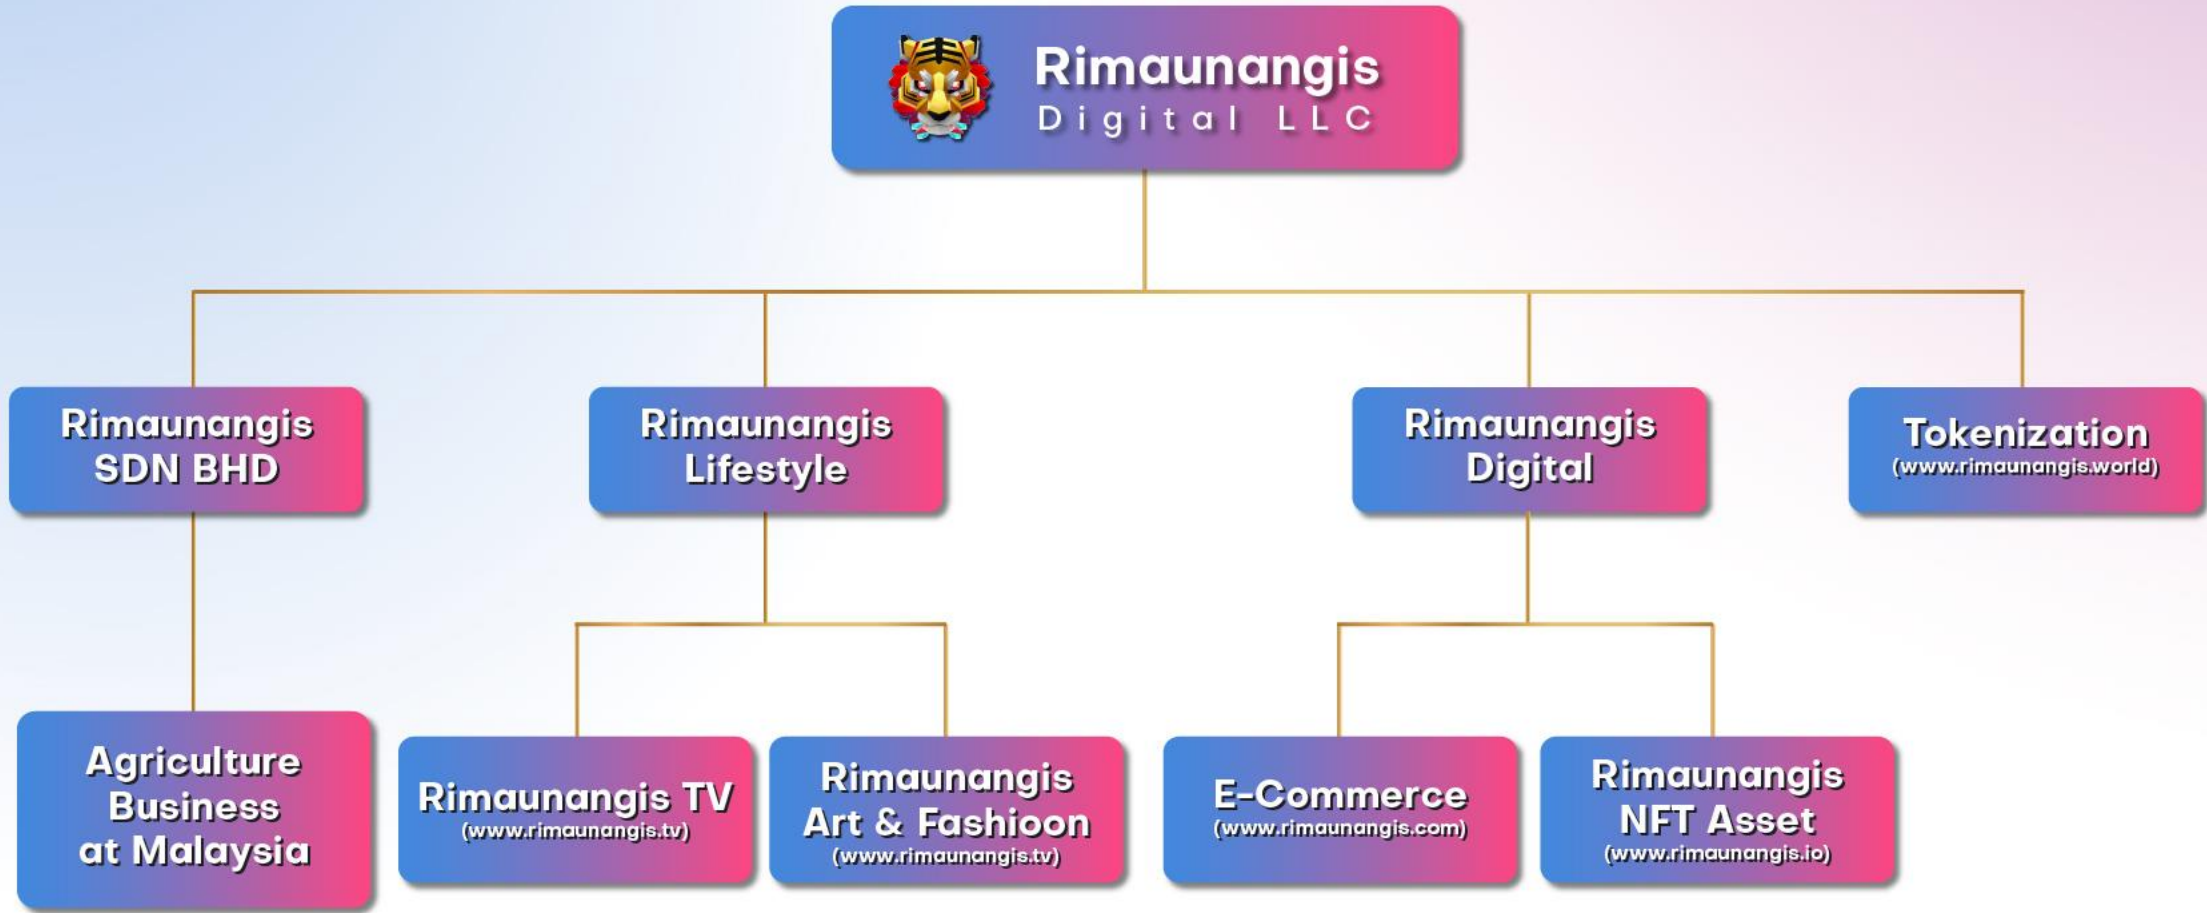 Rimaunangis
Digital LLC
Rimaunangis
SDN BHD
Rimaunangis
Lifestyle
Rimaunangis
Digital
Tokenization
(www.rimaunangis.world)
Agriculture
Business
at Malaysia
Rimaunangis TV
(www.rimaunangis.tv)
Rimaunangis
Art & Fashioon
(www.rimaunangis.tv)
E-Commerce
(www.rimaunangis.com)
Rimaunangis
NFT Asset
(www.rimaunangis.io)